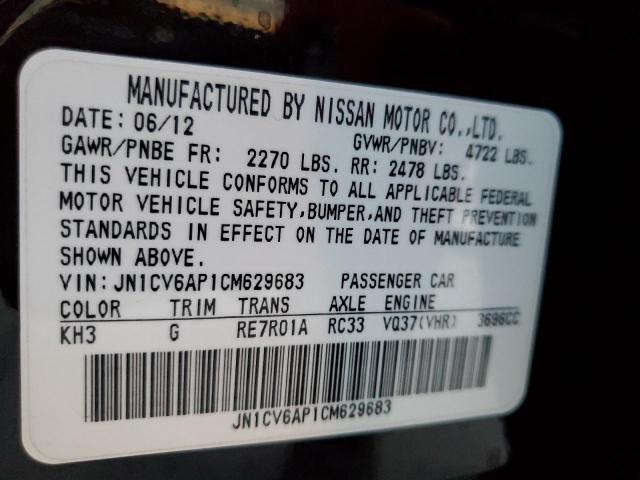 MANUFACTURED BY NISSAN MOTOR CO.,LTD.
DATE: 06/12 GVWR/PNBV: 4722 LBS.
GAWR/PNBE FR: 2270 LBS. RR: 2478 LBS.
THIS VEHICLE CONFORMS TO ALL APPLICABLE FEDERAL
MOTOR VEHICLE SAFETY,BUMPER,AND THEFT PREVENTION
STANDARDS IN EFFECT ON THE DATE OF MANUFACTURE
SHOWN ABOVE.
VIN: JN1CV6AP1CM629683 PASSENGER CAR
COLOR TRIM TRANS AXLE ENGINE
KH3 G RE7R01A RC33 VQ37(VHR) 3696CC
JN1CV6AP1CM629683